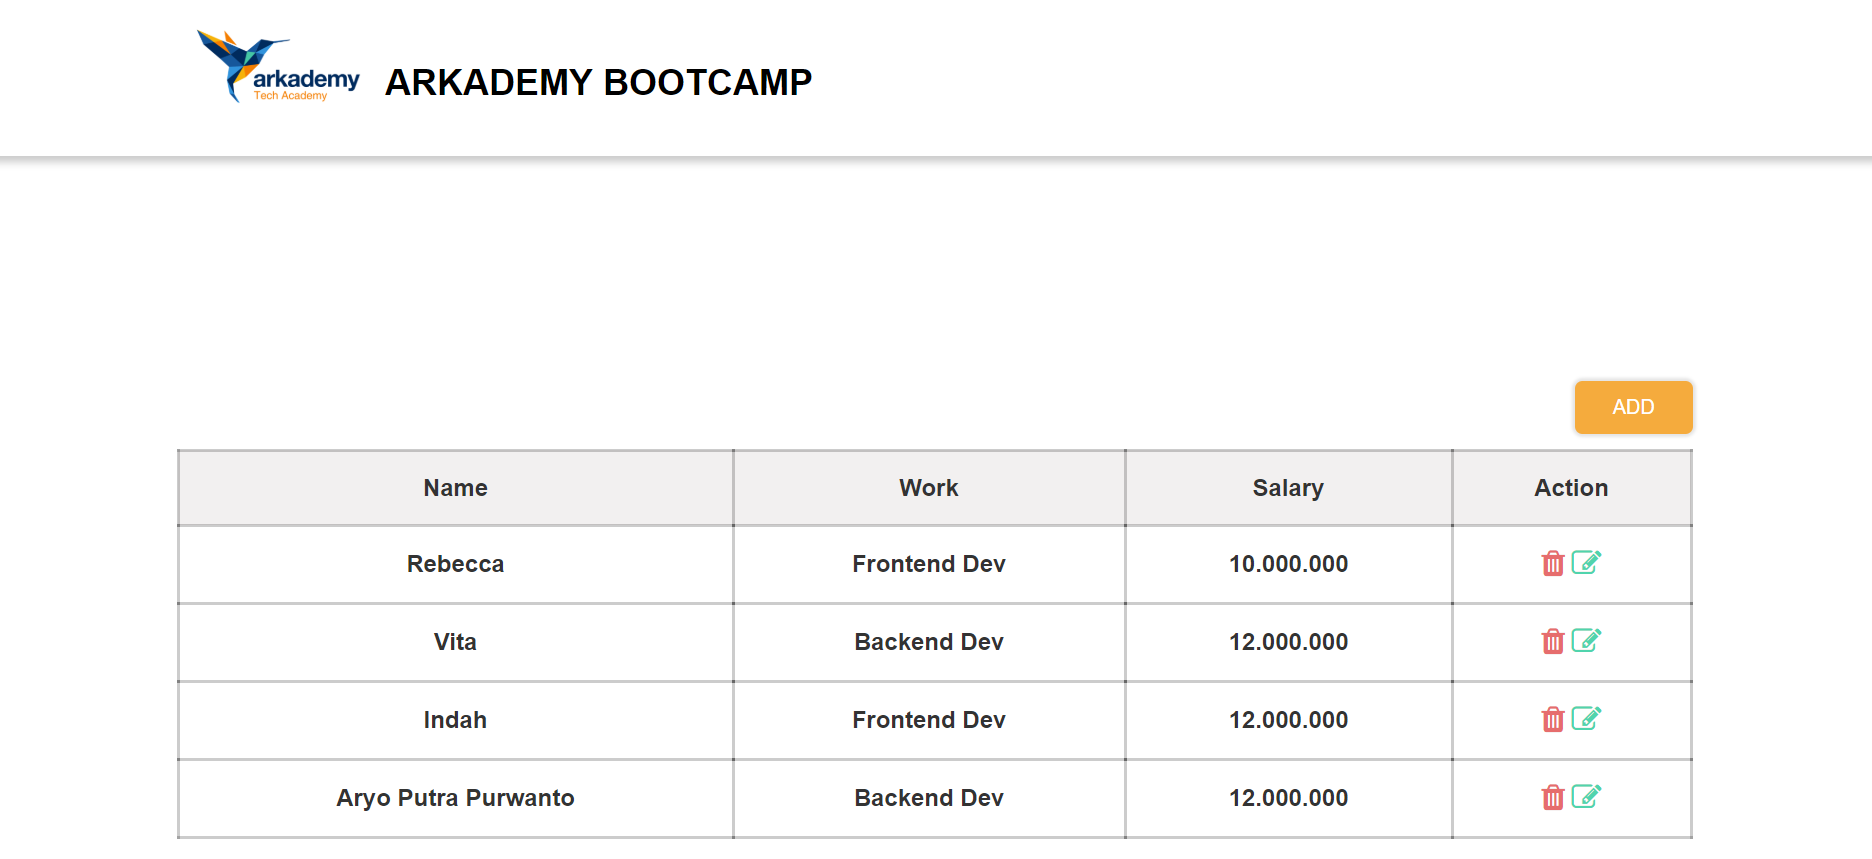 arkademy
Tech Academy
ARKADEMY BOOTCAMP
ADD
Name Work Salary Action
Rebecca Frontend Dev 10.000.000
Vita Backend Dev 12.000.000
Indah Frontend Dev 12.000.000
Aryo Putra Purwanto Backend Dev 12.000.000